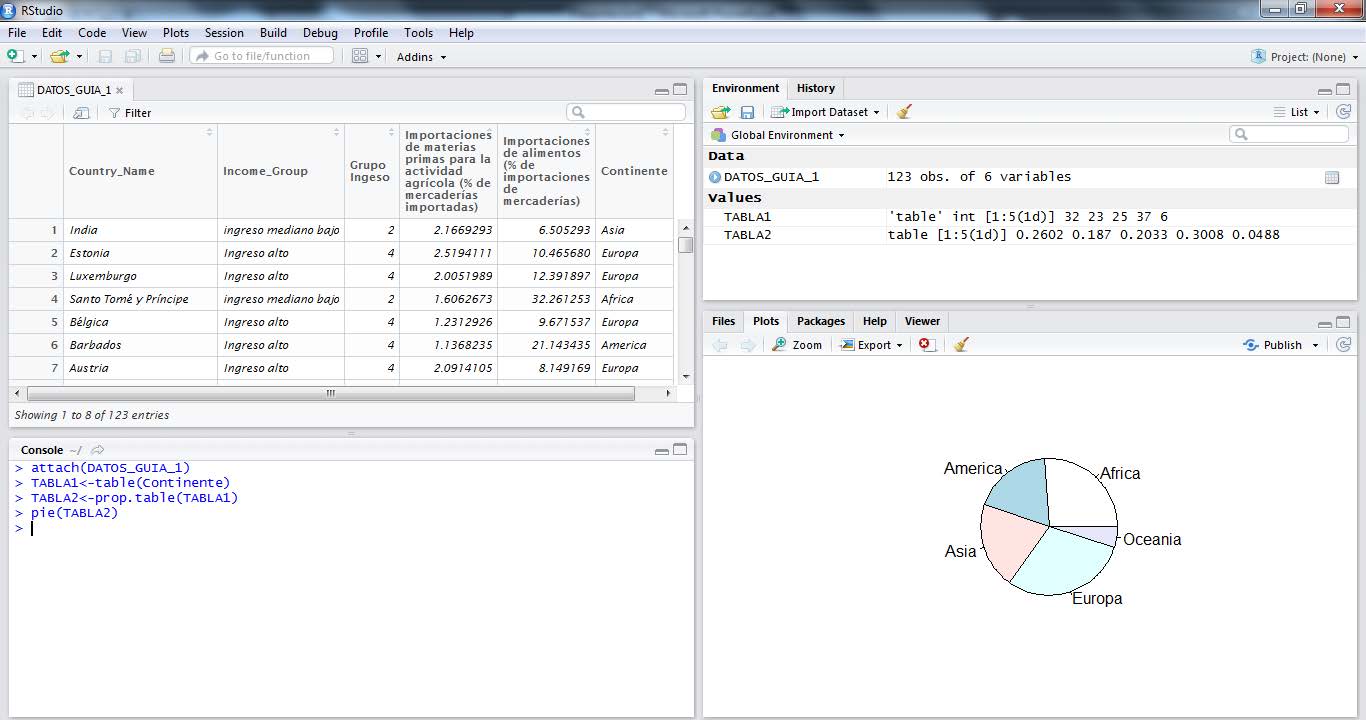 RStudio
File Edit Code View Plots Session Build Debug Profile Tools Help
Go to file/function Addins Project: (None)
DATOS_GUIA_1
Filter
Country_Name Income_Group Grupo Ingeso Importaciones de materias primas para la actividad agrícola (% de mercaderías importadas) Importaciones de alimentos (% de importaciones de mercaderías) Continente
1 India ingreso mediano bajo 2 2.1669293 6.505293 Asia
2 Estonia Ingreso alto 4 2.5194111 10.465680 Europa
3 Luxemburgo Ingreso alto 4 2.0051989 12.391897 Europa
4 Santo Tomé y Príncipe ingreso mediano bajo 2 1.6062673 32.261253 Africa
5 Bélgica Ingreso alto 4 1.2312926 9.671537 Europa
6 Barbados Ingreso alto 4 1.1368235 21.143435 America
7 Austria Ingreso alto 4 2.0914105 8.149169 Europa
Showing 1 to 8 of 123 entries
Console ~/
> attach(DATOS_GUIA_1)
> TABLA1<-table(Continente)
> TABLA2<-prop.table(TABLA1)
> pie(TABLA2)
>
Environment History
Import Dataset List
Global Environment
Data
DATOS_GUIA_1 123 obs. of 6 variables
Values
TABLA1 'table' int [1:5(1d)] 32 23 25 37 6
TABLA2 table [1:5(1d)] 0.2602 0.187 0.2033 0.3008 0.0488
Files Plots Packages Help Viewer
Zoom Export Publish
America
Africa
Oceania
Asia
Europa